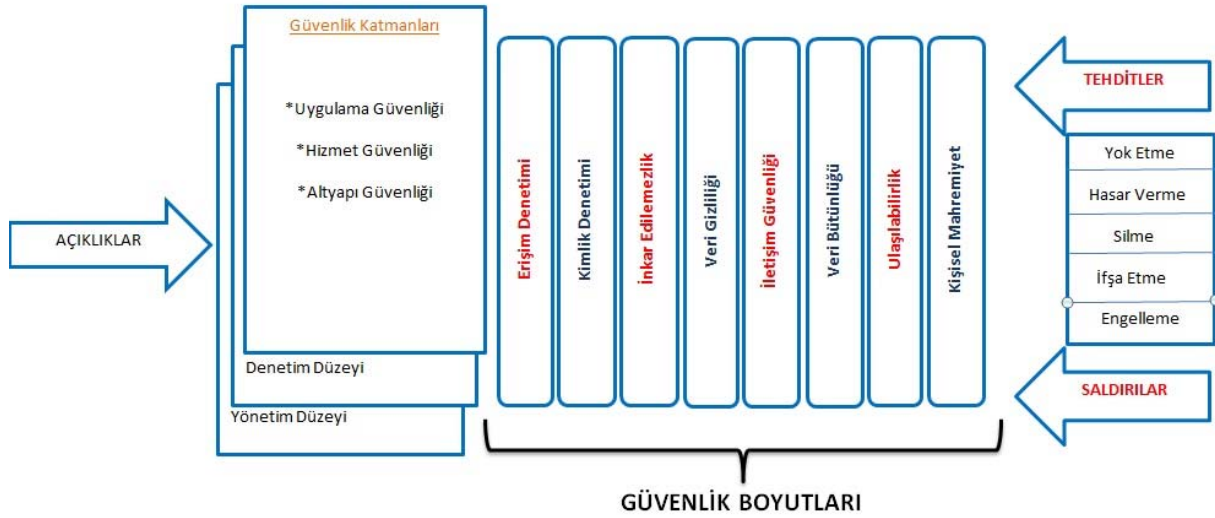 Güvenlik Katmanları
*Uygulama Güvenliği
*Hizmet Güvenliği
*Altyapı Güvenliği
Denetim Düzeyi
Yönetim Düzeyi
AÇIKLIKLAR
Erişim Denetimi
Kimlik Denetimi
İnkar Edilemezlik
Veri Gizliliği
İletişim Güvenliği
Veri Bütünlüğü
Ulaşılabilirlik
Kişisel Mahremiyet
TEHDİTLER
Yok Etme
Hasar Verme
Silme
İfşa Etme
Engelleme
SALDIRILAR
GÜVENLİK BOYUTLARI